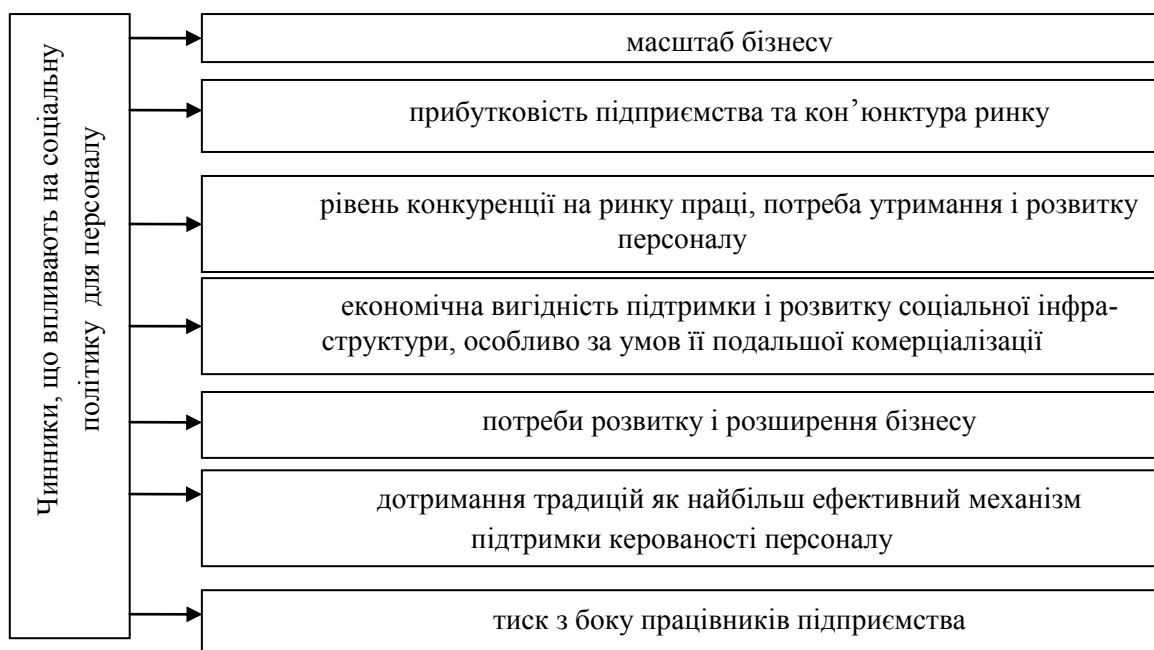 Чинники, що впливають на соціальну
політику для персоналу
масштаб бізнесу
прибутковість підприємства та кон’юнктура ринку
рівень конкуренції на ринку праці, потреба утримання і розвитку
персоналу
економічна вигідність підтримки і розвитку соціальної інфра-
структури, особливо за умов її подальшої комерціалізації
потреби розвитку і розширення бізнесу
дотримання традицій як найбільш ефективний механізм
підтримки керованості персоналу
тиск з боку працівників підприємства